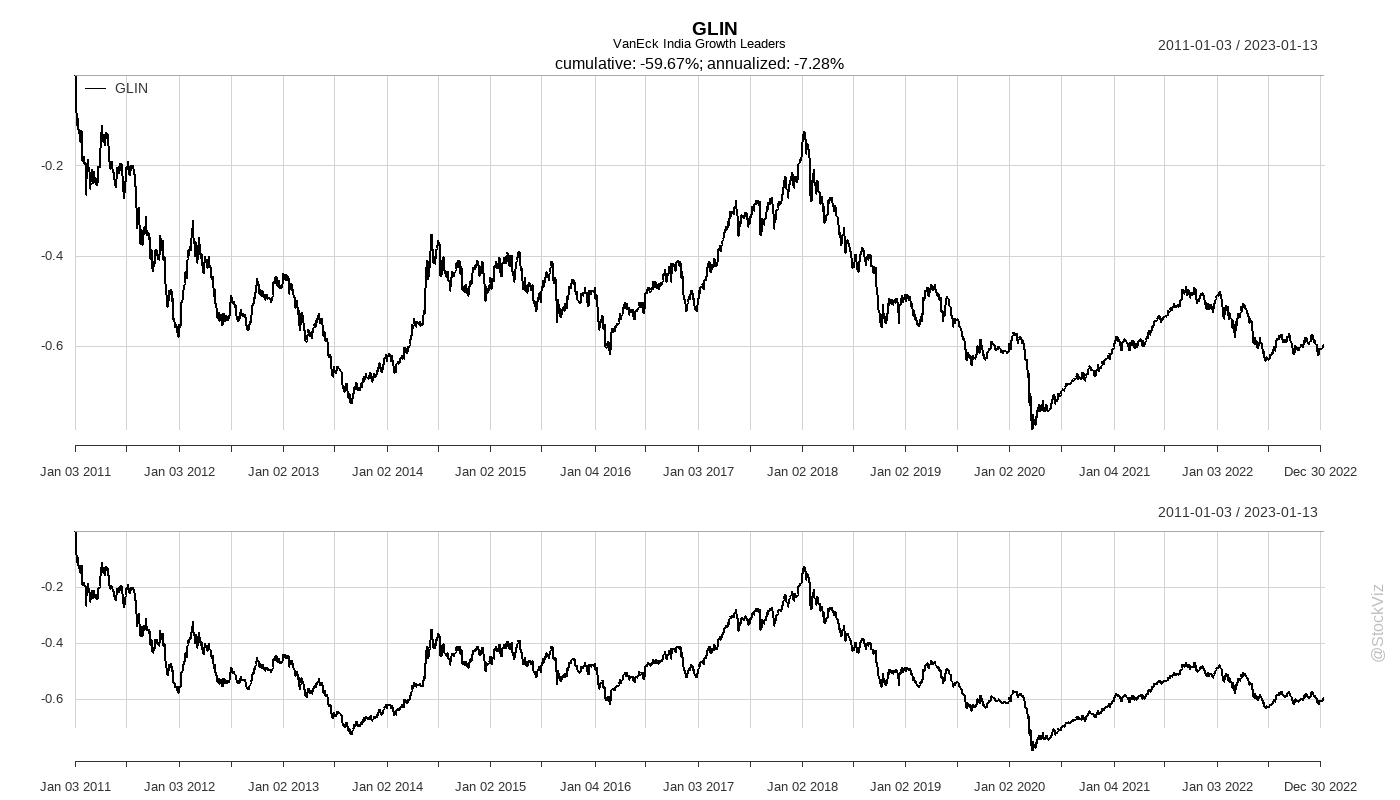 GLIN
VanEck India Growth Leaders
2011-01-03 / 2023-01-13
cumulative: -59.67%; annualized: -7.28%
GLIN
-0.2
-0.4
-0.6
Jan 03 2011 Jan 03 2012 Jan 02 2013 Jan 02 2014 Jan 02 2015 Jan 04 2016 Jan 03 2017 Jan 02 2018 Jan 02 2019 Jan 02 2020 Jan 04 2021 Jan 03 2022 Dec 30 2022
2011-01-03 / 2023-01-13
-0.2
-0.4
-0.6
@StockViz
Jan 03 2011 Jan 03 2012 Jan 02 2013 Jan 02 2014 Jan 02 2015 Jan 04 2016 Jan 03 2017 Jan 02 2018 Jan 02 2019 Jan 02 2020 Jan 04 2021 Jan 03 2022 Dec 30 2022